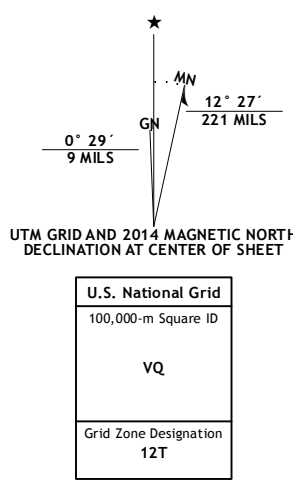 ★
MN
GN
12° 27´
221 MILS
0° 29´
9 MILS
UTM GRID AND 2014 MAGNETIC NORTH
DECLINATION AT CENTER OF SHEET
U.S. National Grid
100,000-m Square ID
VQ
Grid Zone Designation
12T